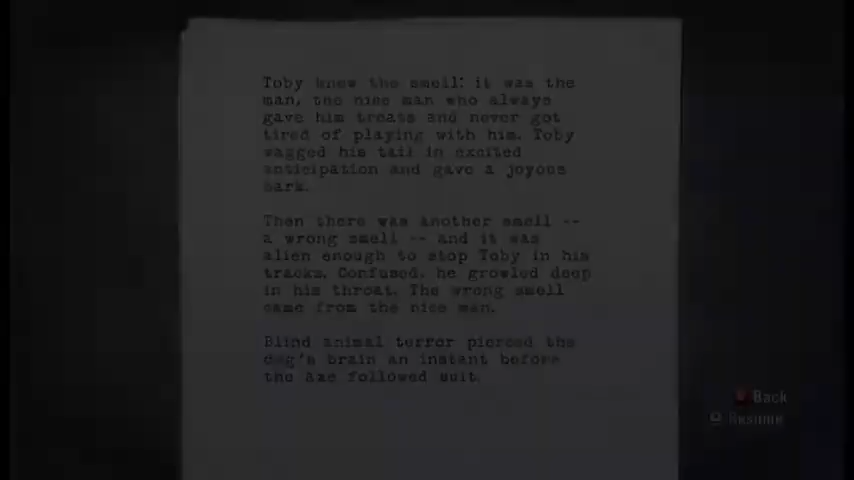 Toby knew the smell: it was the
man, the nice man who always
gave him treats and never got
tired of playing with him. Toby
wagged his tail in excited
anticipation and gave a joyous
bark.
Then there was another smell --
a wrong smell -- and it was
alien enough to stop Toby in his
tracks. Confused, he growled deep
in his throat. The wrong smell
came from the nice man.
Blind animal terror pierced the
dog's brain an instant before
the axe followed suit.
Back
Resume